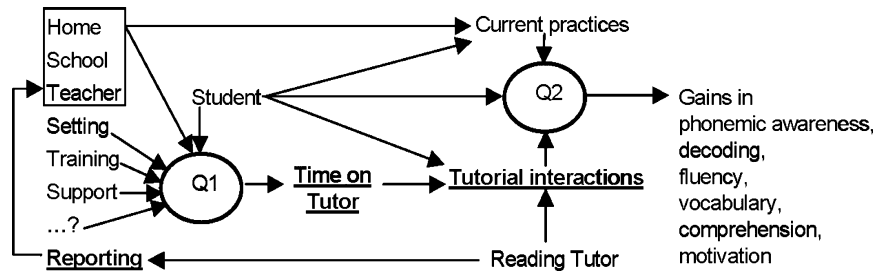 Home
School
Teacher
Setting
Training
Support
...?
Reporting
Student
Q1
Time on
Tutor
Current practices
Q2
Tutorial interactions
Reading Tutor
Gains in
phonemic awareness,
decoding,
fluency,
vocabulary,
comprehension,
motivation